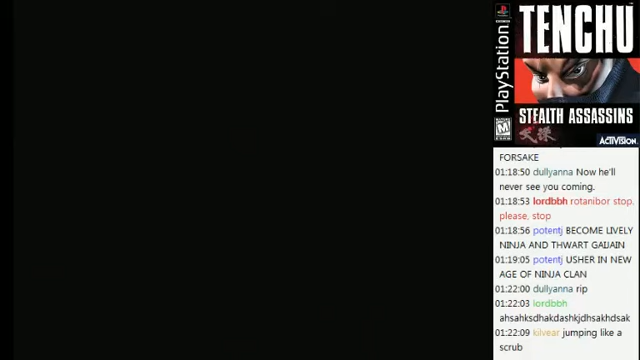 PlayStation
TENCHU
STEALTH ASSASSINS
ACTIVISION.
FORSAKE
01:18:50 dullyanna Now he'll
never see you coming.
01:18:53 lordbbh rotanibor stop.
please, stop
01:18:56 potentj BECOME LIVELY
NINJA AND THWART GAIJAIN
01:19:05 potentj USHER IN NEW
AGE OF NINJA CLAN
01:22:00 dullyanna rip
01:22:03 lordbbh
ahsahksdhakdashkjdhsakhdsak
01:22:09 kilvear jumping like a
scrub